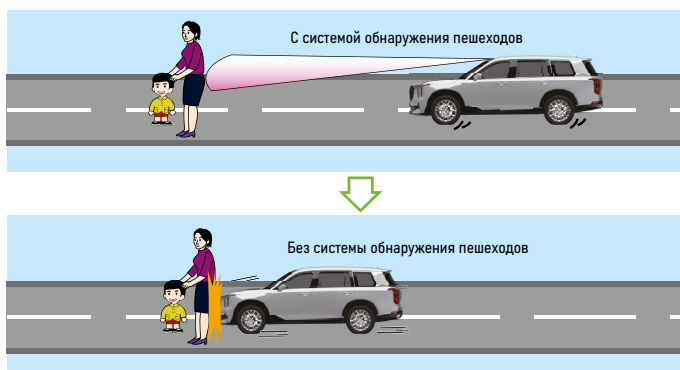 С системой обнаружения пешеходов
Без системы обнаружения пешеходов